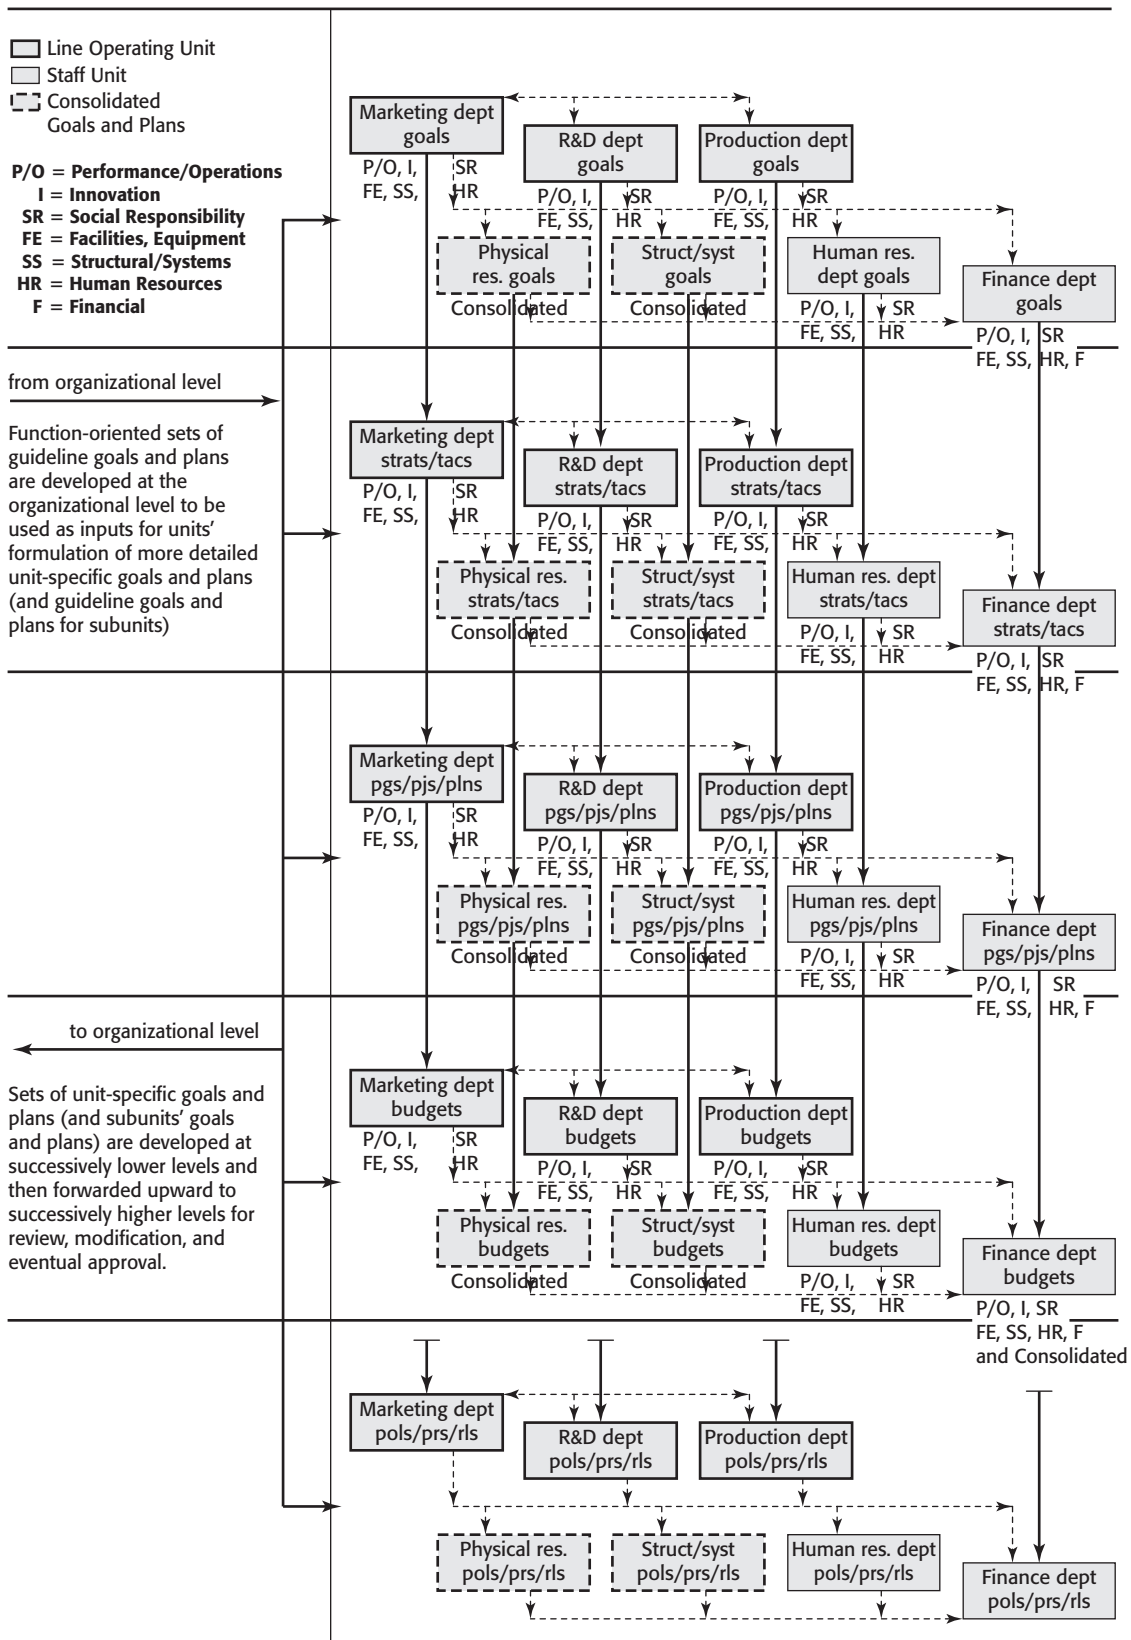 Line Operating Unit
Staff Unit
Consolidated
Goals and Plans
P/O = Performance/Operations
I = Innovation
SR = Social Responsibility
FE = Facilities, Equipment
SS = Structural/Systems
HR = Human Resources
F = Financial
Marketing dept
goals
P/O, I, SR
FE, SS, HR
R&D dept
goals
P/O, I, SR
FE, SS, HR
Production dept
goals
P/O, I, SR
FE, SS, HR
Physical
res. goals
Consolidated
Struct/syst
goals
Consolidated
Human res.
dept goals
P/O, I, SR
FE, SS, HR
Finance dept
goals
P/O, I, SR
FE, SS, HR, F
from organizational level
Function-oriented sets of
guideline goals and plans
are developed at the
organizational level to be
used as inputs for units’
formulation of more detailed
unit-specific goals and plans
(and guideline goals and
plans for subunits)
Marketing dept
strats/tacs
P/O, I, SR
FE, SS, HR
R&D dept
strats/tacs
P/O, I, SR
FE, SS, HR
Production dept
strats/tacs
P/O, I, SR
FE, SS, HR
Physical res.
strats/tacs
Consolidated
Struct/syst
strats/tacs
Consolidated
Human res. dept
strats/tacs
P/O, I, SR
FE, SS, HR
Finance dept
strats/tacs
P/O, I, SR
FE, SS, HR, F
Marketing dept
pgs/pjs/plns
P/O, I, SR
FE, SS, HR
R&D dept
pgs/pjs/plns
P/O, I, SR
FE, SS, HR
Production dept
pgs/pjs/plns
P/O, I, SR
FE, SS, HR
Physical res.
pgs/pjs/plns
Consolidated
Struct/syst
pgs/pjs/plns
Consolidated
Human res. dept
pgs/pjs/plns
P/O, I, SR
FE, SS, HR
Finance dept
pgs/pjs/plns
P/O, I, SR
FE, SS, HR, F
to organizational level
Sets of unit-specific goals and
plans (and subunits’ goals
and plans) are developed at
successively lower levels and
then forwarded upward to
successively higher levels for
review, modification, and
eventual approval.
Marketing dept
budgets
P/O, I, SR
FE, SS, HR
R&D dept
budgets
P/O, I, SR
FE, SS, HR
Production dept
budgets
P/O, I, SR
FE, SS, HR
Physical res.
budgets
Consolidated
Struct/syst
budgets
Consolidated
Human res. dept
budgets
P/O, I, SR
FE, SS, HR
Finance dept
budgets
P/O, I, SR
FE, SS, HR, F
and Consolidated
Marketing dept
pols/prs/rls
R&D dept
pols/prs/rls
Production dept
pols/prs/rls
Physical res.
pols/prs/rls
Struct/syst
pols/prs/rls
Human res. dept
pols/prs/rls
Finance dept
pols/prs/rls